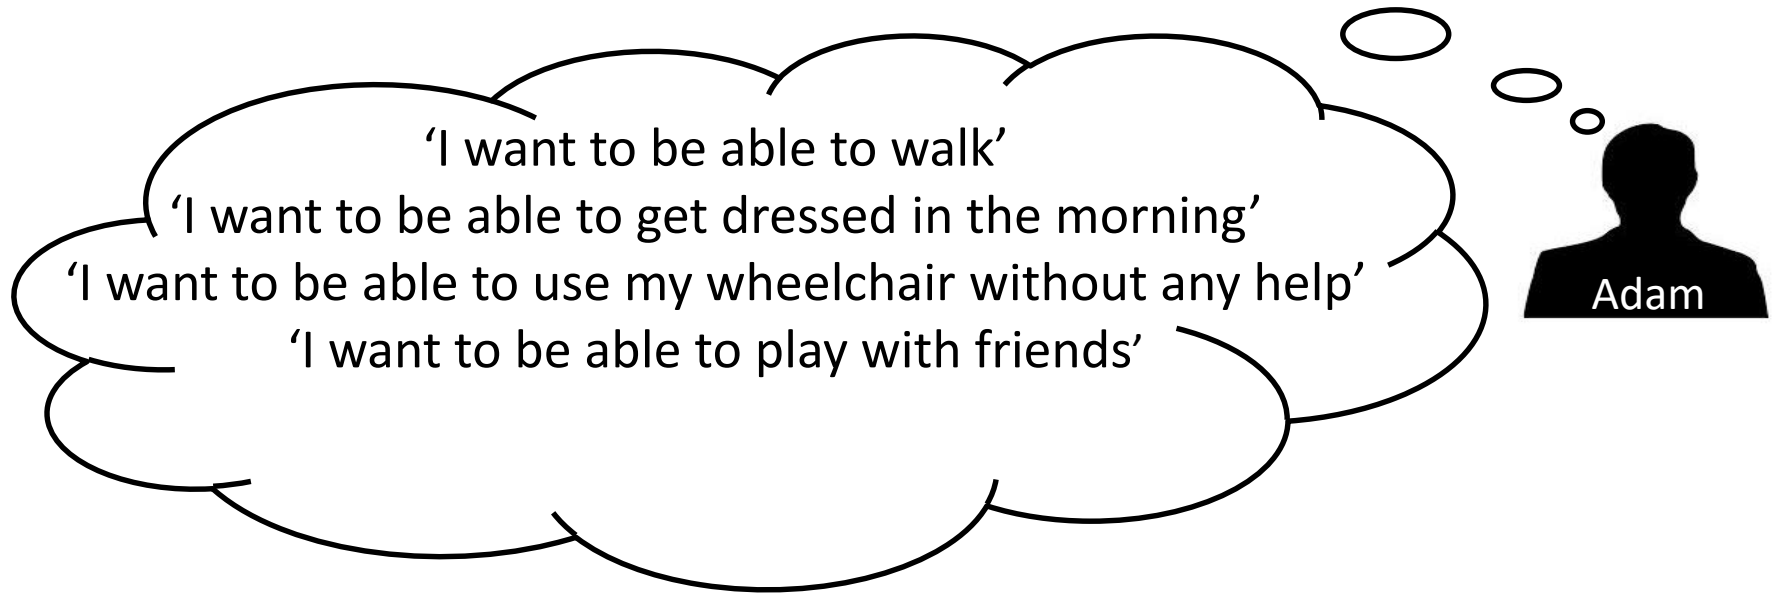 ‘I want to be able to walk’
‘I want to be able to get dressed in the morning’
‘I want to be able to use my wheelchair without any help’
‘I want to be able to play with friends’
Adam